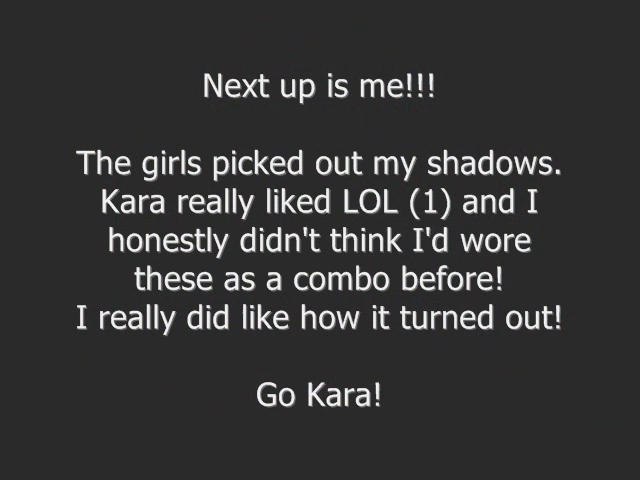 Next up is me!!!
The girls picked out my shadows.
Kara really liked LOL (1) and I
honestly didn't think I'd wore
these as a combo before!
I really did like how it turned out!
Go Kara!